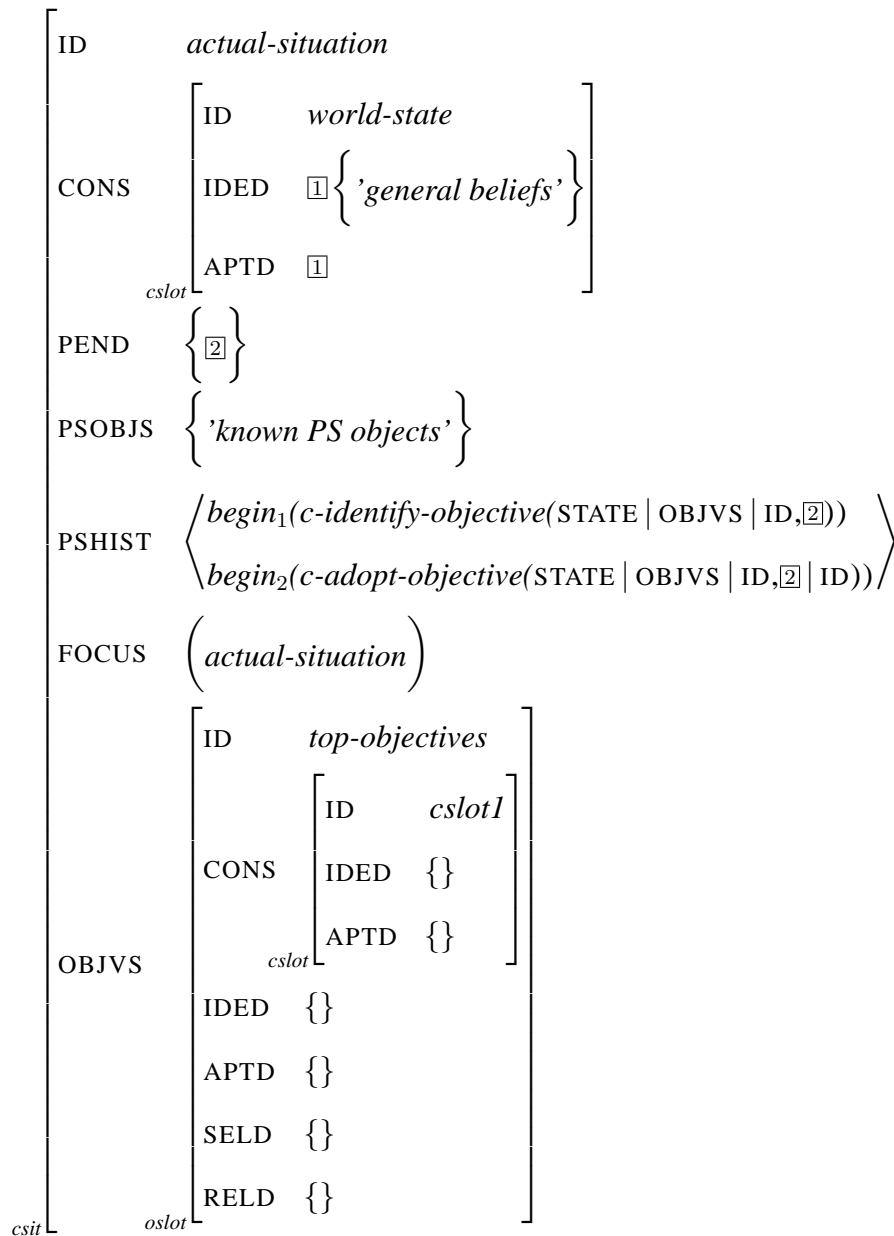 ID actual-situation
ID world-state
CONS IDED 1 { 'general beliefs' }
APTD 1
cslot
PEND { 2 }
PSOBJS { 'known PS objects' }
begin1(c-identify-objective(STATE | OBJVS | ID,2))
PSHIST
begin2(c-adopt-objective(STATE | OBJVS | ID,2 | ID))
FOCUS (actual-situation)
ID top-objectives
ID cslot1
CONS IDED {}
APTD {}
cslot
OBJVS
IDED {}
APTD {}
SELD {}
RELD {}
csit oslot